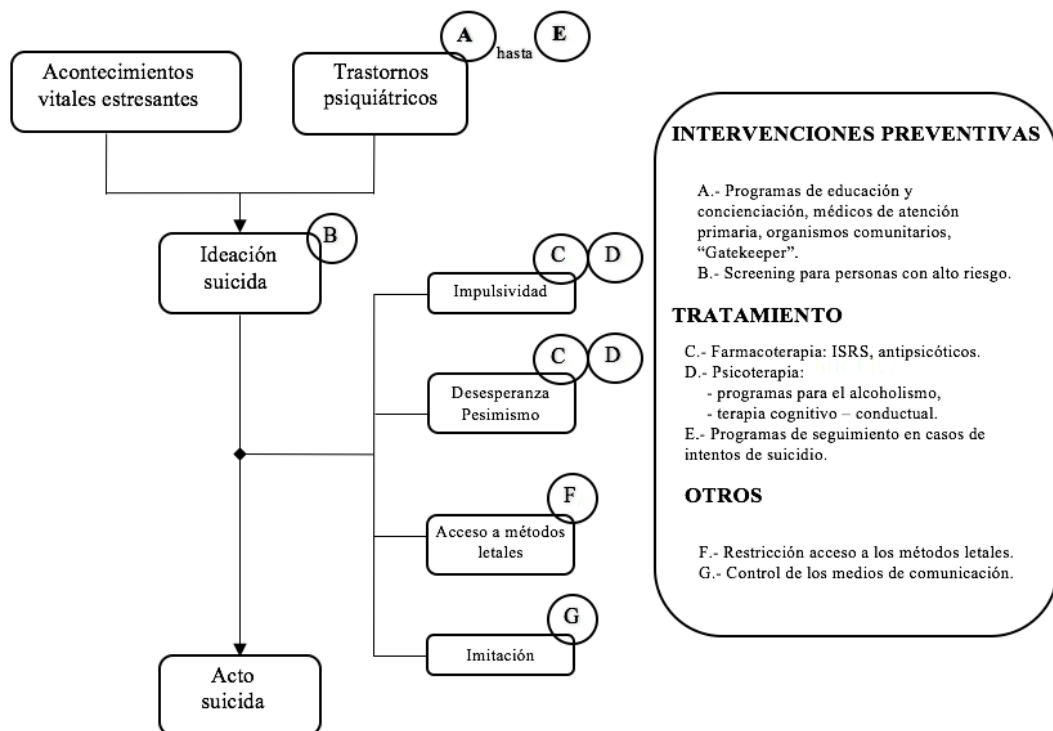 A
hasta
E
Acontecimientos
vitales estresantes
Trastornos
psiquiátricos
Ideación
suicida
B
C
D
Impulsividad
C
D
Desesperanza
Pesimismo
F
Acceso a métodos
letales
G
Imitación
Acto
suicida
INTERVENCIONES PREVENTIVAS
A.- Programas de educación y
concienciación, médicos de atención
primaria, organismos comunitarios,
“Gatekeeper”.
B.- Screening para personas con alto riesgo.
TRATAMIENTO
C.- Farmacoterapia: ISRS, antipsicóticos.
D.- Psicoterapia:
- programas para el alcoholismo,
- terapia cognitivo – conductual.
E.- Programas de seguimiento en casos de
intentos de suicidio.
OTROS
F.- Restricción acceso a los métodos letales.
G.- Control de los medios de comunicación.